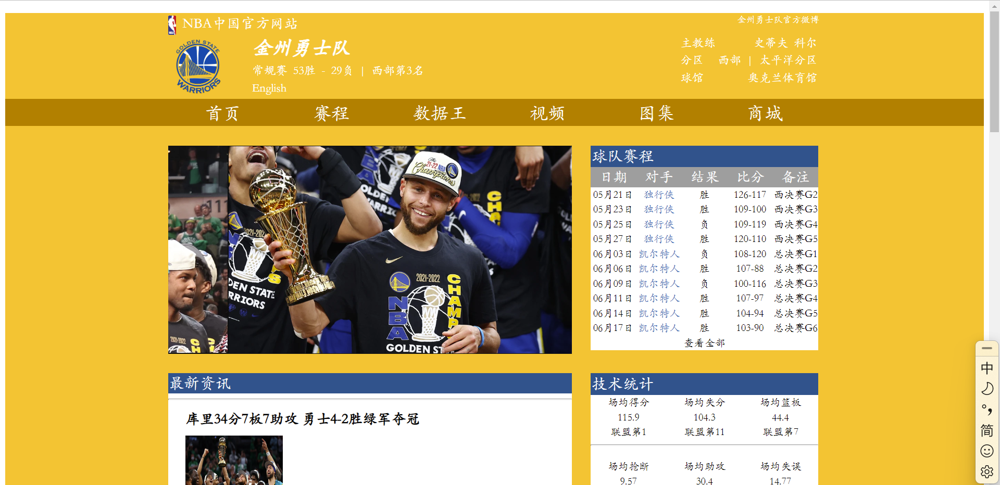 NBA中国官方网站
金州勇士队官方微博
GOLDEN STATE
WARRIORS
金州勇士队
常规赛 53胜 - 29负 | 西部第3名
English
主教练 史蒂夫 科尔
分区 西部 | 太平洋分区
球馆 奥克兰体育馆
首页 赛程 数据王 视频 图集 商城
The
21-22 NBA
Champions
2021-2022
NBA
CHAMP
GOLDEN ST
DEN STATE
RRIORS
球队赛程
日期 对手 结果 比分 备注
05月21日 独行侠 胜 126-117 西决赛G2
05月23日 独行侠 胜 109-100 西决赛G3
05月25日 独行侠 负 109-119 西决赛G4
05月27日 独行侠 胜 120-110 西决赛G5
06月03日 凯尔特人 负 108-120 总决赛G1
06月06日 凯尔特人 胜 107-88 总决赛G2
06月09日 凯尔特人 负 100-116 总决赛G3
06月11日 凯尔特人 胜 107-97 总决赛G4
06月14日 凯尔特人 胜 104-94 总决赛G5
06月17日 凯尔特人 胜 103-90 总决赛G6
查看全部
最新资讯
库里34分7板7助攻 勇士4-2胜绿军夺冠
技术统计
场均得分 场均失分 场均篮板
115.9 104.3 44.4
联盟第1 联盟第11 联盟第7
场均抢断 场均助攻 场均失误
9.57 30.4 14.77
中
简